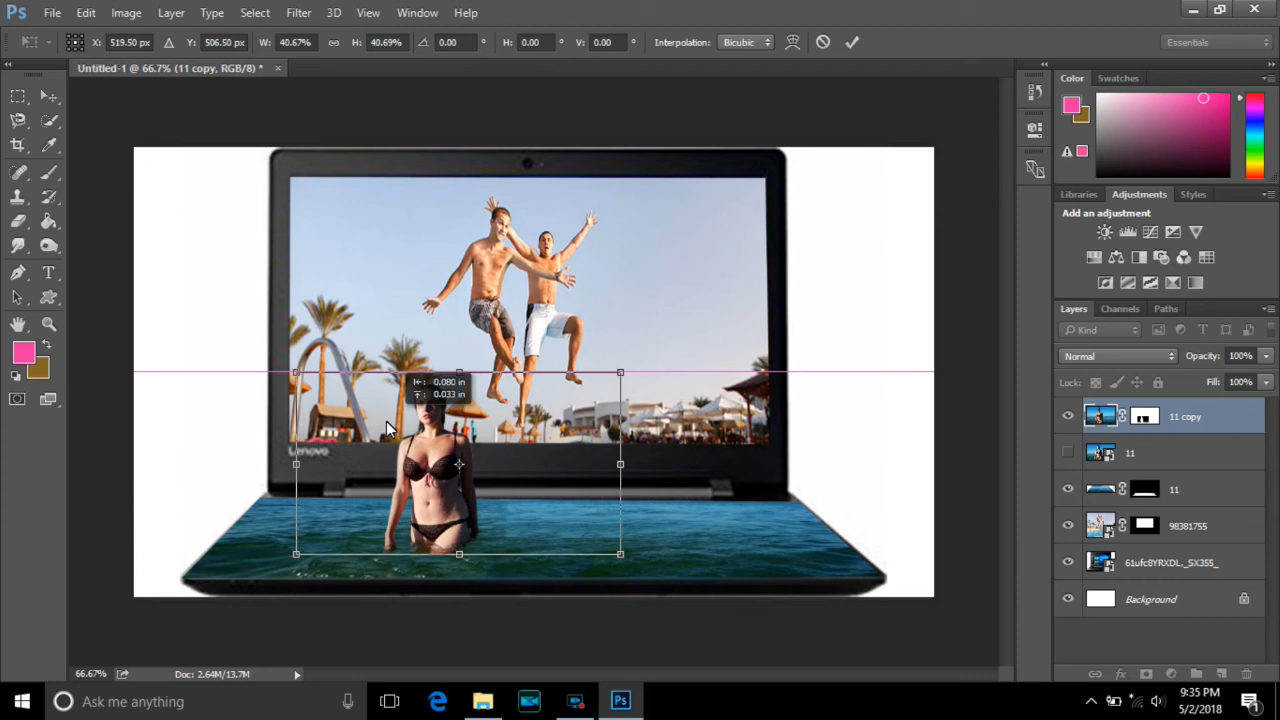 Ps File Edit Image Layer Type Select Filter 3D View Window Help
X: 519.50 px Y: 506.50 px W: 40.67% H: 40.69% 0.00 ° H: 0.00 ° V: 0.00 ° Interpolation: Bicubic Essentials
Untitled-1 @ 66.7% (11 copy, RGB/8) * ×
Color Swatches
Libraries Adjustments Styles
Add an adjustment
Layers Channels Paths
Kind
Normal Opacity: 100%
Lock: Fill: 100%
0.080 in
0.033 in
11 copy
Lenovo
11
11
98381755
61ufc8YRXDL._SX355_
Background
66.67% Doc: 2.64M/13.7M
Ask me anything
Ps
9:35 PM
5/2/2018
1